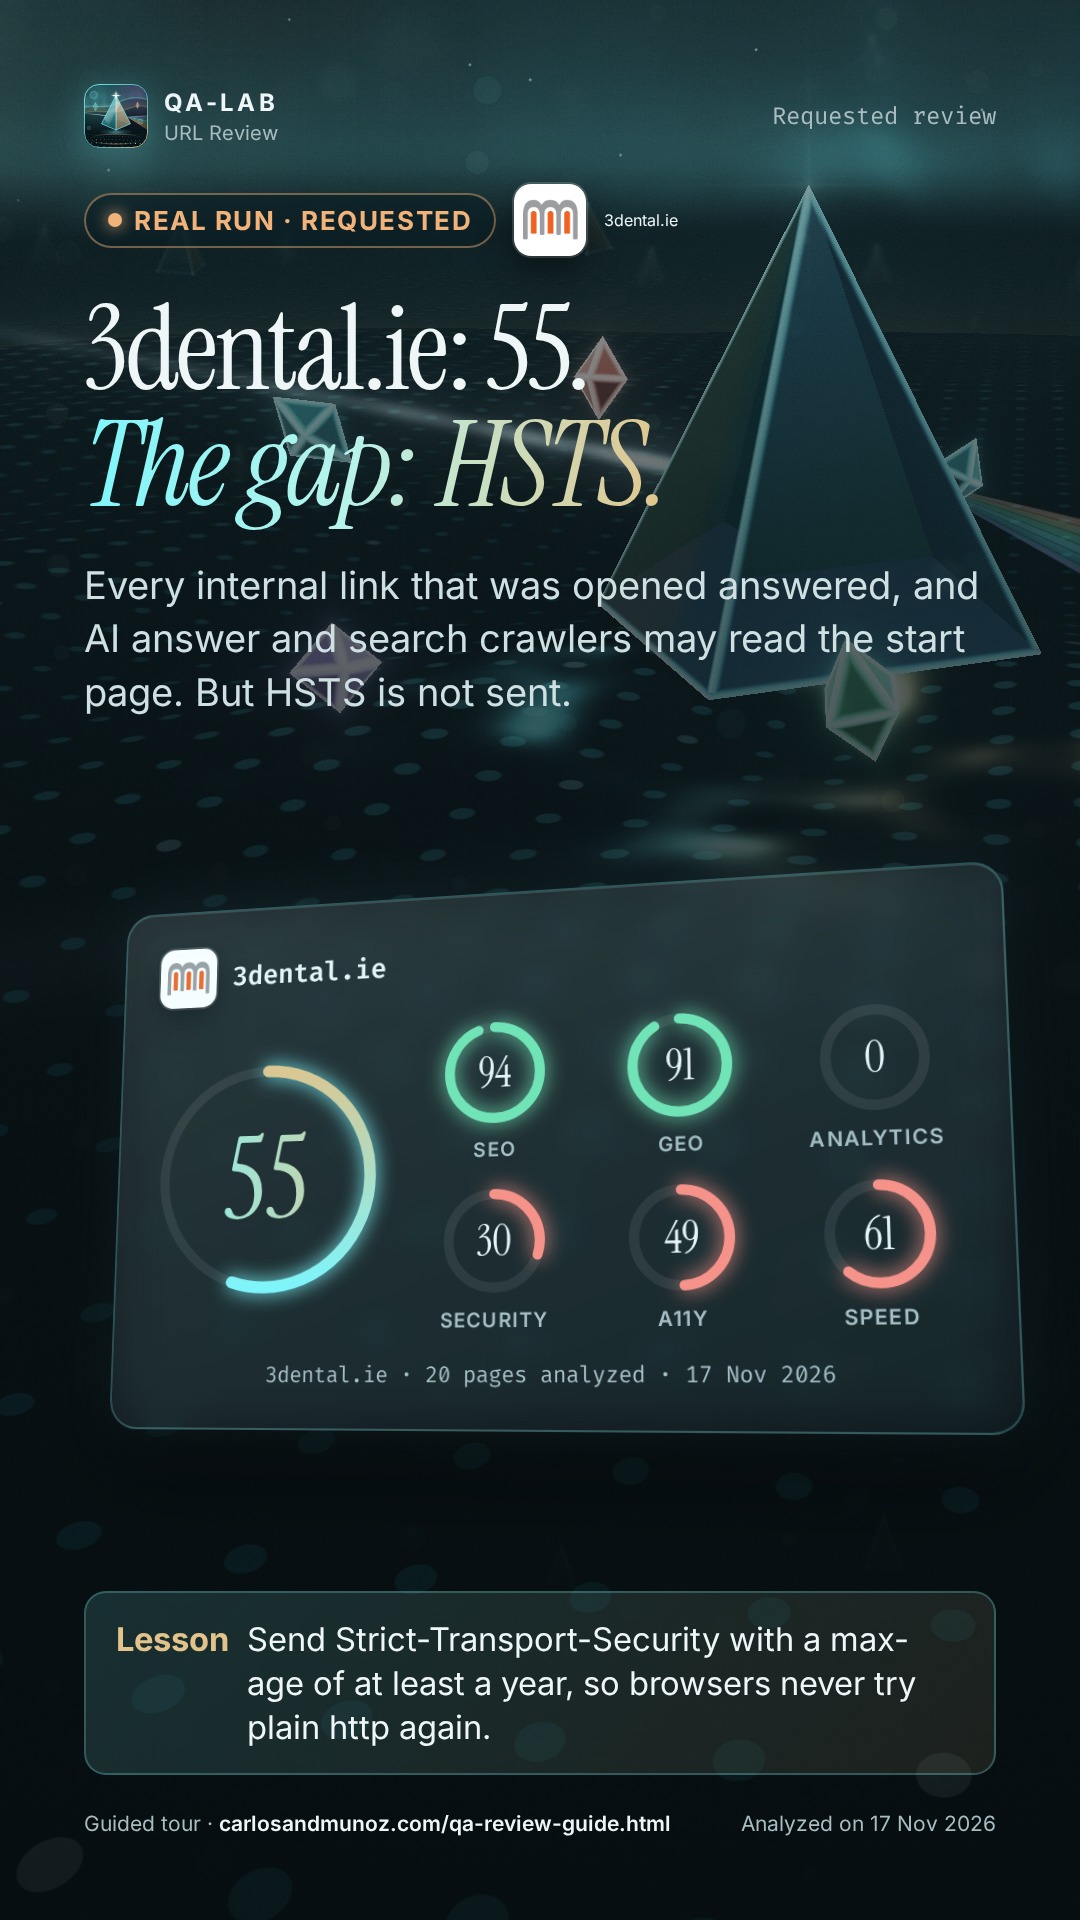 QA-LAB
URL Review
Requested review
REAL RUN · REQUESTED
3dental.ie
3dental.ie: 55.
The gap: HSTS.
Every internal link that was opened answered, and
AI answer and search crawlers may read the start
page. But HSTS is not sent.
3dental.ie
55
94
SEO
91
GEO
0
ANALYTICS
30
SECURITY
49
A11Y
61
SPEED
3dental.ie · 20 pages analyzed · 17 Nov 2026
Lesson Send Strict-Transport-Security with a max-
age of at least a year, so browsers never try
plain http again.
Guided tour · carlosandmunoz.com/qa-review-guide.html
Analyzed on 17 Nov 2026